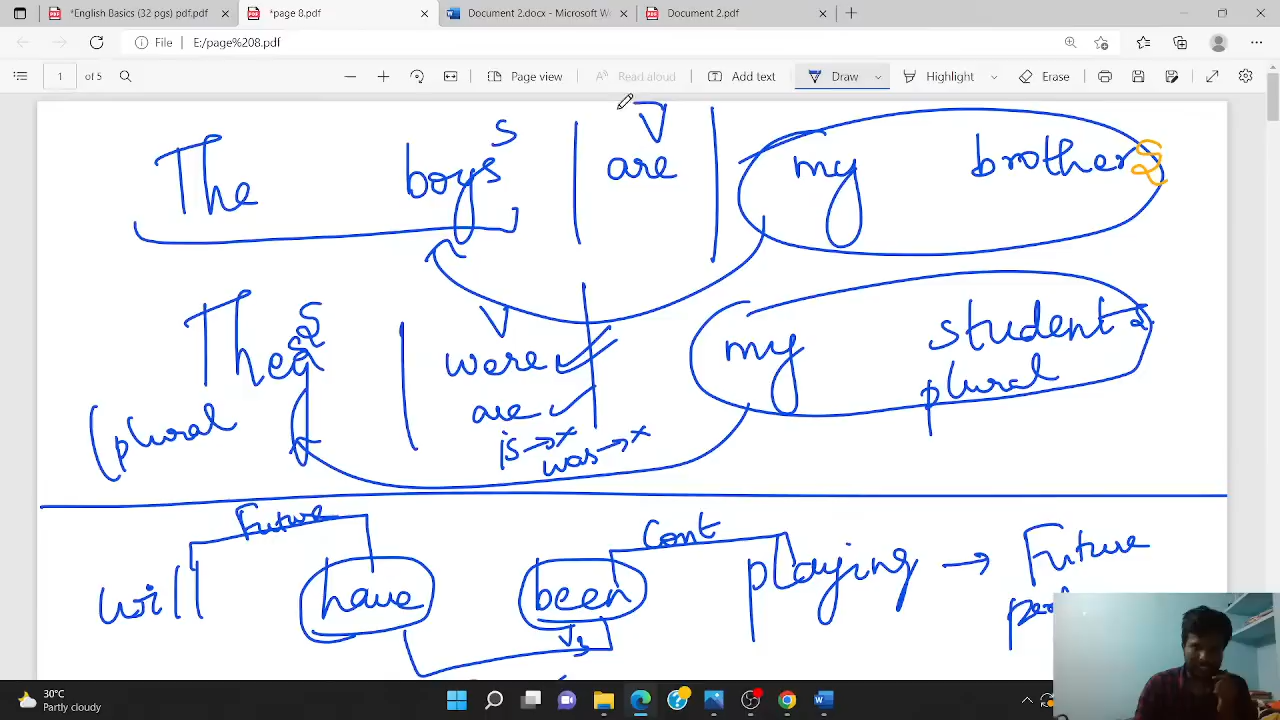 *English Basics (32 pgs) pdf.pdf
*page 8.pdf
Document 2.docx - Microsoft W
Document 2.pdf
File
E:/page%208.pdf
1 of 5
Page view
Read aloud
Add text
Draw
Highlight
Erase
S V
The boys are my brothers
S V
They were my students
are plural
(plural is → x
was → x
Future Cont
will have been playing → Future
V3
30°C
Partly cloudy